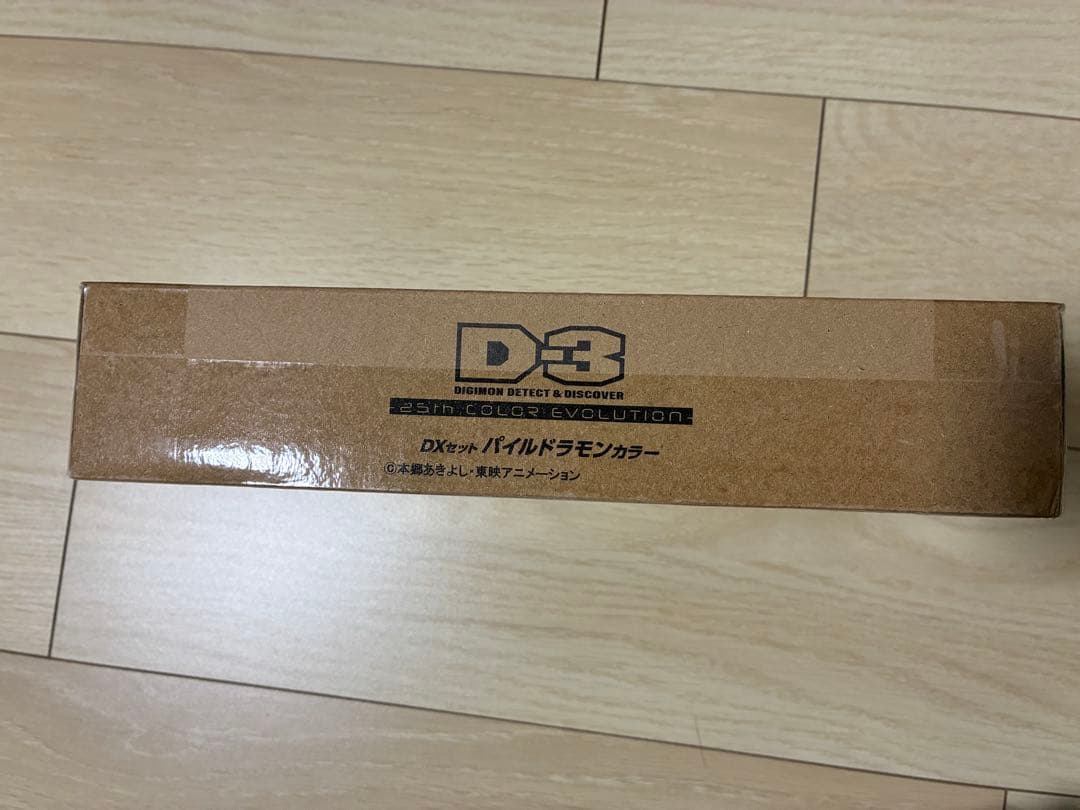 D-3
DIGIMON DETECT & DISCOVER
-25th COLOR EVOLUTION-
DXセット パイルドラモンカラー
©本郷あきよし・東映アニメーション